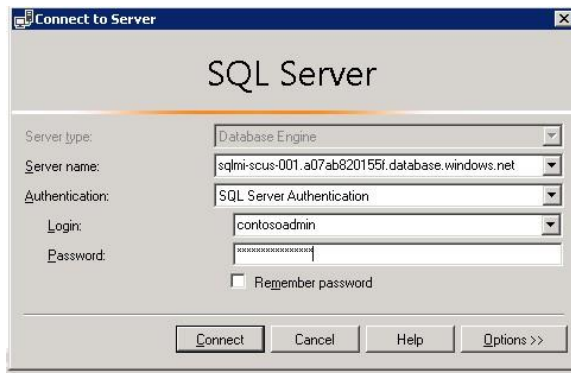 Connect to Server
SQL Server
Server type: Database Engine
Server name: sqlmi-scus-001.a07ab820155f.database.windows.net
Authentication: SQL Server Authentication
Login: contosoadmin
Password: ×××××××××××××××
Remember password
Connect Cancel Help Options >>